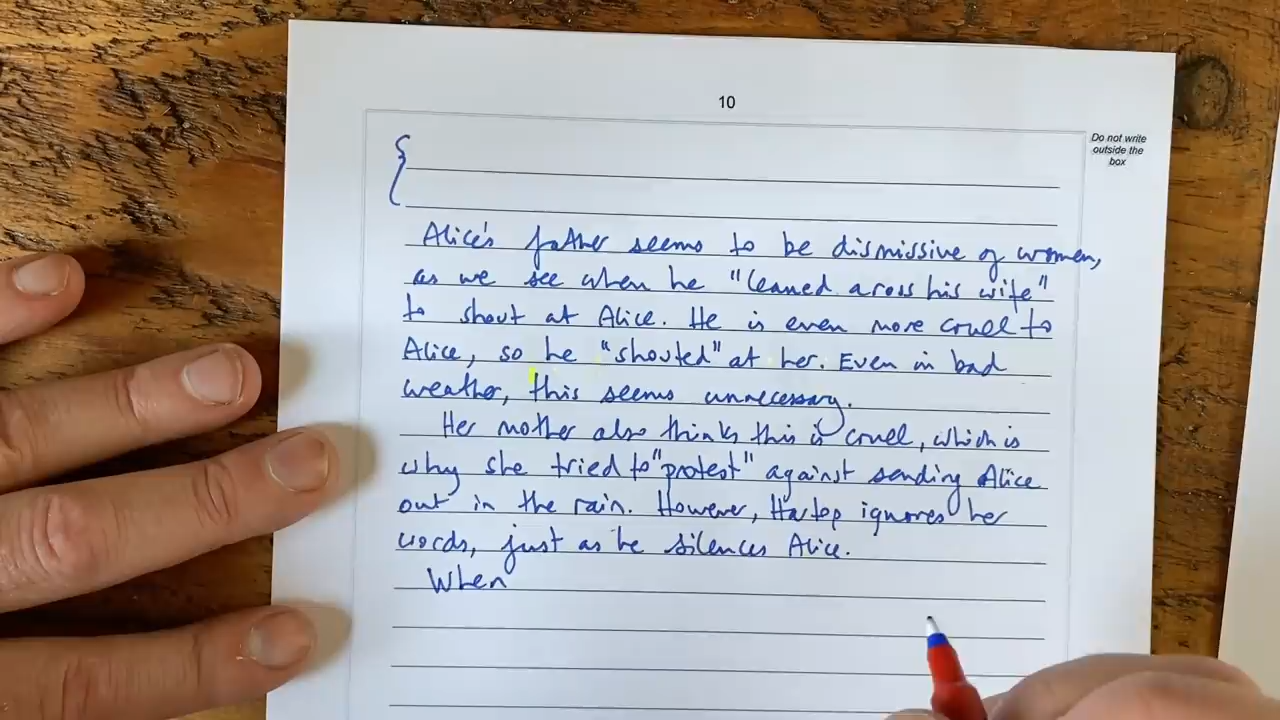 10
Do not write
outside the
box
Alice's father seems to be dismissive of women,
as we see when he "leaned across his wife"
to shout at Alice. He is even more cruel to
Alice, so he "shouted" at her. Even in bad
weather, this seems unnecessary.
Her mother also thinks this is cruel, which is
why she tried to "protest" against sending Alice
out in the rain. However, Hartop ignores her
words, just as he silences Alice.
When